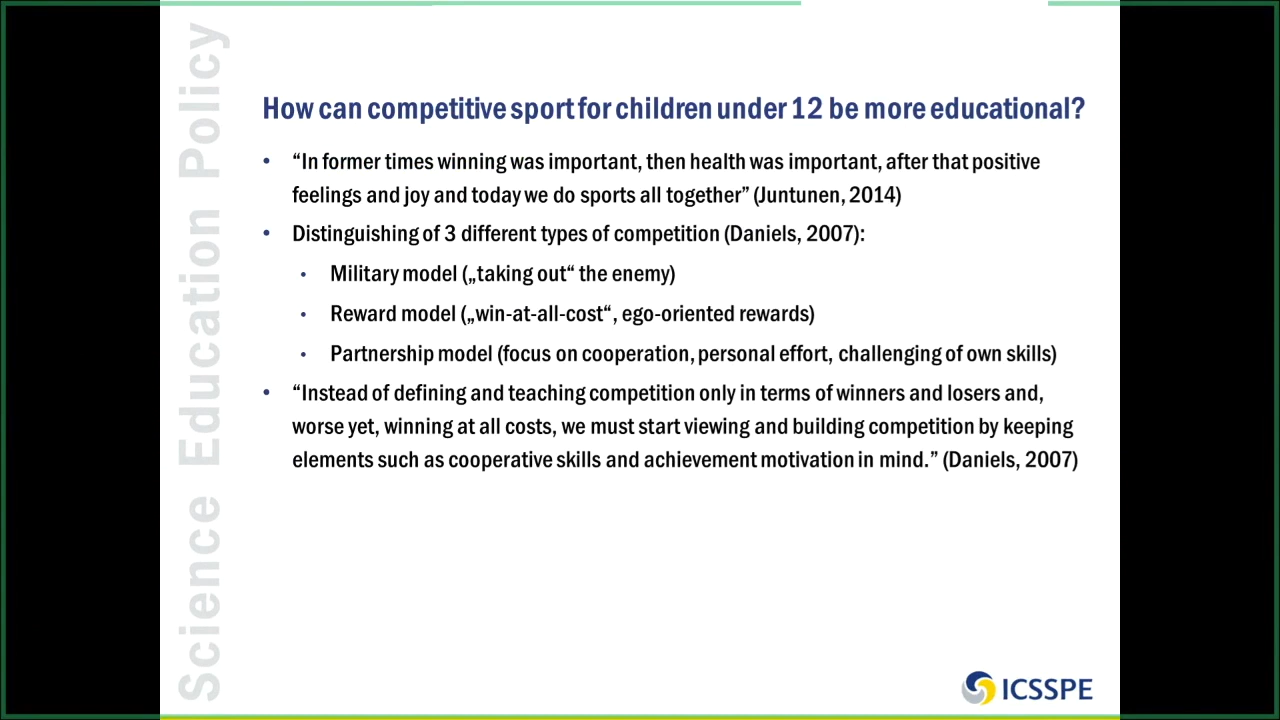 Science Education Policy
How can competitive sport for children under 12 be more educational?
• “In former times winning was important, then health was important, after that positive
feelings and joy and today we do sports all together” (Juntunen, 2014)
• Distinguishing of 3 different types of competition (Daniels, 2007):
• Military model („taking out“ the enemy)
• Reward model („win-at-all-cost“, ego-oriented rewards)
• Partnership model (focus on cooperation, personal effort, challenging of own skills)
• “Instead of defining and teaching competition only in terms of winners and losers and,
worse yet, winning at all costs, we must start viewing and building competition by keeping
elements such as cooperative skills and achievement motivation in mind.” (Daniels, 2007)
ICSSPE